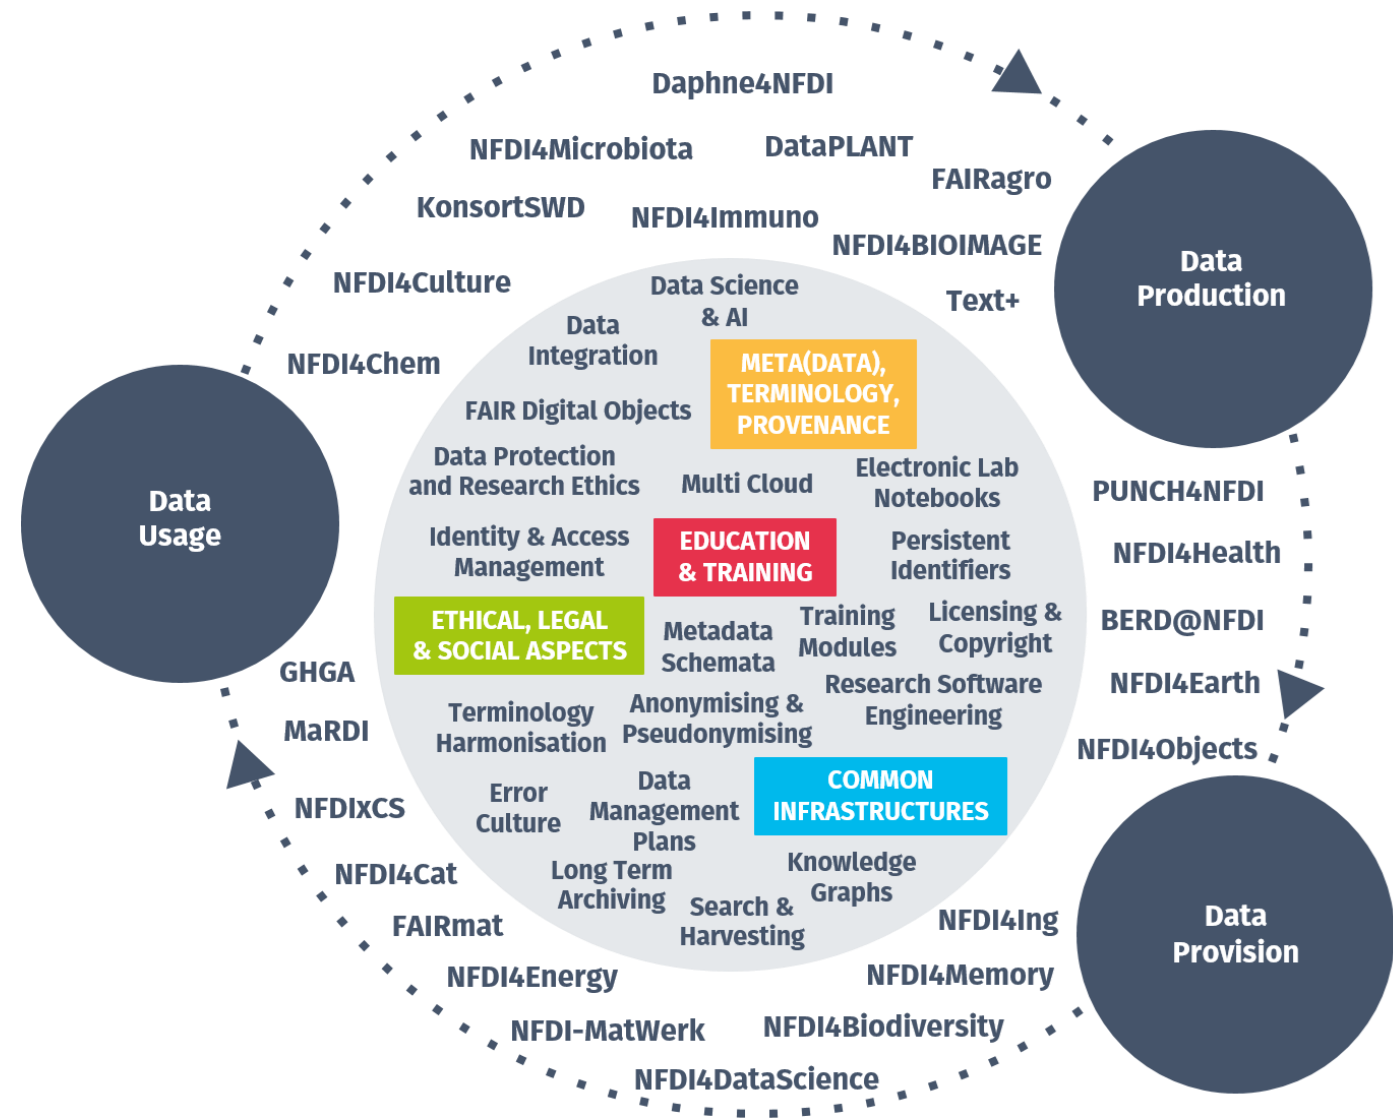 Daphne4NFDI
NFDI4Microbiota
DataPLANT
FAIRagro
KonsortSWD
NFDI4Immuno
NFDI4BIOIMAGE
NFDI4Culture
Text+
NFDI4Chem
Data
Production
Data
Usage
Data Science
& AI
Data
Integration
META(DATA),
TERMINOLOGY,
PROVENANCE
FAIR Digital Objects
Data Protection
and Research Ethics
Multi Cloud
Electronic Lab
Notebooks
Identity & Access
Management
EDUCATION
& TRAINING
Persistent
Identifiers
ETHICAL, LEGAL
& SOCIAL ASPECTS
Metadata
Schemata
Training
Modules
Licensing &
Copyright
Terminology
Harmonisation
Anonymising &
Pseudonymising
Research Software
Engineering
Error
Culture
Data
Management
Plans
COMMON
INFRASTRUCTURES
Long Term
Archiving
Search &
Harvesting
Knowledge
Graphs
PUNCH4NFDI
NFDI4Health
BERD@NFDI
NFDI4Earth
NFDI4Objects
Data
Provision
GHGA
MaRDI
NFDIxCS
NFDI4Cat
FAIRmat
NFDI4Energy
NFDI-MatWerk
NFDI4DataScience
NFDI4Biodiversity
NFDI4Memory
NFDI4Ing